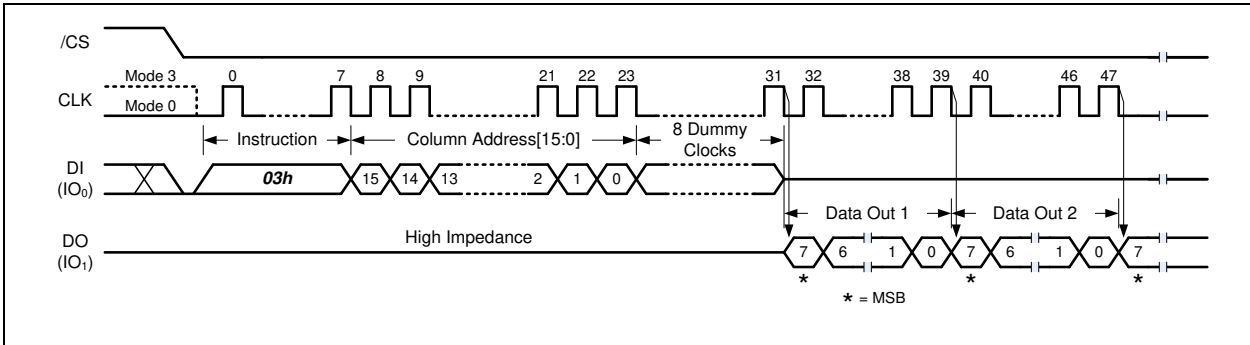 /CS
Mode 3 0 7 8 9 21 22 23 31 32 38 39 40 46 47
CLK
Mode 0
Instruction Column Address[15:0] 8 Dummy
Clocks
DI
(IO0)
03h 15 14 13 2 1 0
Data Out 1 Data Out 2
DO
(IO1)
High Impedance
7 6 1 0 7 6 1 0 7
* * *
* = MSB